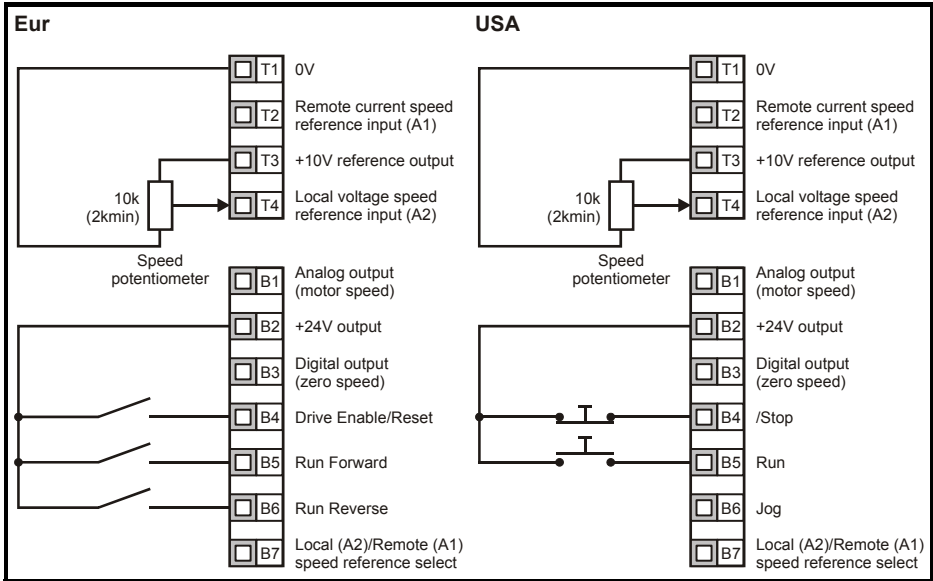 Eur
T1 0V
T2 Remote current speed
reference input (A1)
T3 +10V reference output
10k
(2kmin)
T4 Local voltage speed
reference input (A2)
Speed
potentiometer
B1 Analog output
(motor speed)
B2 +24V output
B3 Digital output
(zero speed)
B4 Drive Enable/Reset
B5 Run Forward
B6 Run Reverse
B7 Local (A2)/Remote (A1)
speed reference select
USA
T1 0V
T2 Remote current speed
reference input (A1)
T3 +10V reference output
10k
(2kmin)
T4 Local voltage speed
reference input (A2)
Speed
potentiometer
B1 Analog output
(motor speed)
B2 +24V output
B3 Digital output
(zero speed)
B4 /Stop
B5 Run
B6 Jog
B7 Local (A2)/Remote (A1)
speed reference select